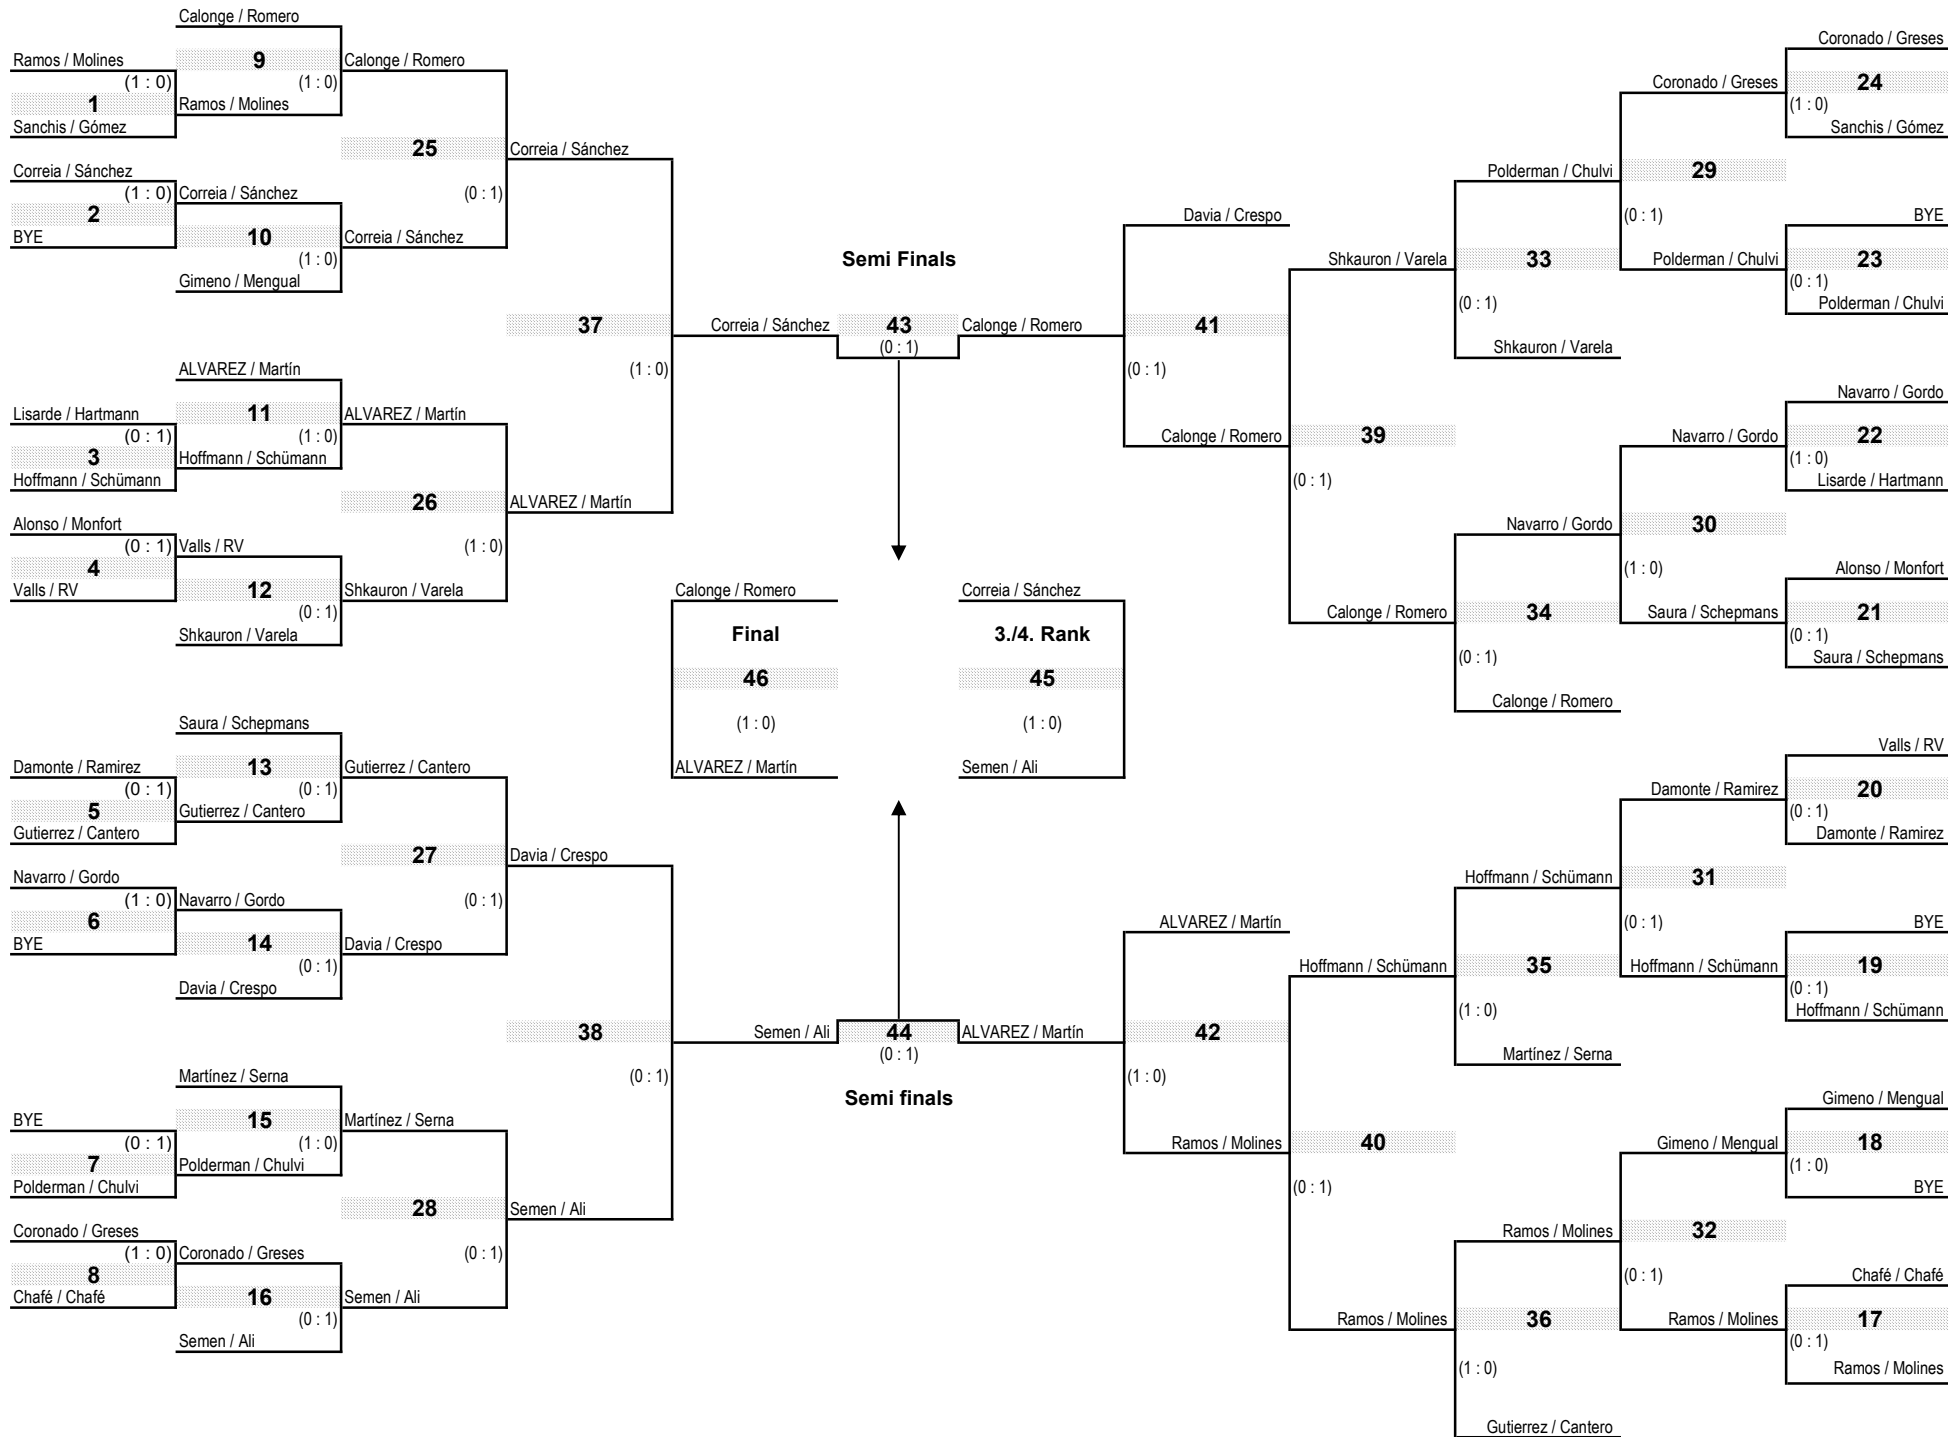 Calonge / Romero
Ramos / Molines
9
Calonge / Romero
(1 : 0)
(1 : 0)
1
Ramos / Molines
Sanchis / Gómez
25
Correia / Sánchez
Correia / Sánchez
(1 : 0)
Correia / Sánchez
(0 : 1)
2
BYE
10
Correia / Sánchez
(1 : 0)
Gimeno / Mengual
37
(1 : 0)
ALVAREZ / Martín
Lisarde / Hartmann
11
ALVAREZ / Martín
(0 : 1)
(1 : 0)
3
Hoffmann / Schümann
Hoffmann / Schümann
26
ALVAREZ / Martín
Alonso / Monfort
(0 : 1)
Valls / RV
(1 : 0)
4
Valls / RV
12
Shkauron / Varela
(0 : 1)
Shkauron / Varela
Saura / Schepmans
Damonte / Ramirez
13
Gutierrez / Cantero
(0 : 1)
(0 : 1)
5
Gutierrez / Cantero
Gutierrez / Cantero
27
Davia / Crespo
Navarro / Gordo
(1 : 0)
Navarro / Gordo
(0 : 1)
6
BYE
14
Davia / Crespo
(0 : 1)
Davia / Crespo
38
(0 : 1)
Martínez / Serna
BYE
15
Martínez / Serna
(0 : 1)
(1 : 0)
7
Polderman / Chulvi
Polderman / Chulvi
28
Semen / Ali
Coronado / Greses
(1 : 0)
Coronado / Greses
(0 : 1)
8
Chafé / Chafé
16
Semen / Ali
(0 : 1)
Semen / Ali
Semi Finals
Correia / Sánchez
43
Calonge / Romero
(0 : 1)
Calonge / Romero
Final
46
(1 : 0)
ALVAREZ / Martín
Correia / Sánchez
3./4. Rank
45
(1 : 0)
Semen / Ali
Semen / Ali
44
ALVAREZ / Martín
(0 : 1)
Semi finals
Coronado / Greses
Coronado / Greses
24
(1 : 0)
Sanchis / Gómez
Polderman / Chulvi
29
(0 : 1)
BYE
Davia / Crespo
Shkauron / Varela
33
Polderman / Chulvi
23
(0 : 1)
(0 : 1)
Polderman / Chulvi
41
Shkauron / Varela
(0 : 1)
Navarro / Gordo
Calonge / Romero
39
Navarro / Gordo
22
(1 : 0)
(0 : 1)
Lisarde / Hartmann
Navarro / Gordo
30
(1 : 0)
Alonso / Monfort
Calonge / Romero
34
Saura / Schepmans
21
(0 : 1)
(0 : 1)
Saura / Schepmans
Calonge / Romero
Valls / RV
Damonte / Ramirez
20
(0 : 1)
Damonte / Ramirez
Hoffmann / Schümann
31
(0 : 1)
BYE
ALVAREZ / Martín
Hoffmann / Schümann
35
Hoffmann / Schümann
19
(0 : 1)
(1 : 0)
Hoffmann / Schümann
42
Martínez / Serna
(1 : 0)
Gimeno / Mengual
Ramos / Molines
40
Gimeno / Mengual
18
(1 : 0)
(0 : 1)
BYE
Ramos / Molines
32
(0 : 1)
Chafé / Chafé
Ramos / Molines
36
Ramos / Molines
17
(0 : 1)
(1 : 0)
Ramos / Molines
Gutierrez / Cantero